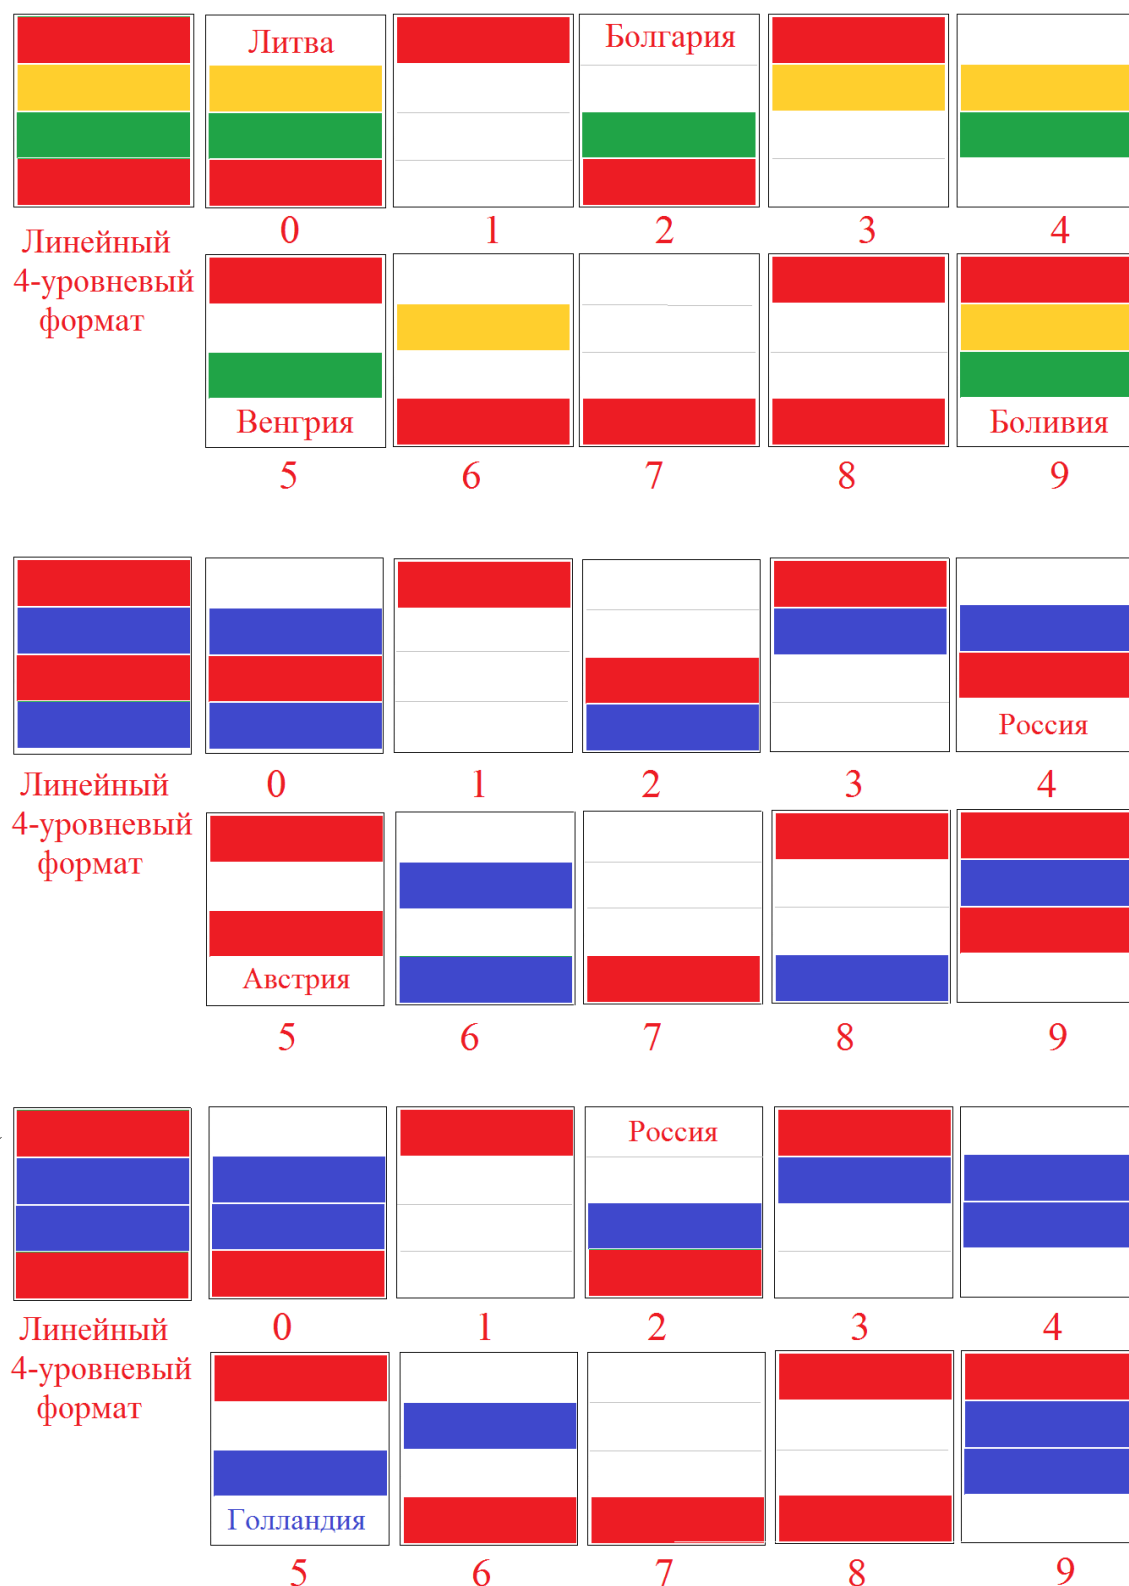 Литва
Болгария
0 1 2 3 4
Линейный
4-уровневый
формат
Венгрия
Боливия
5 6 7 8 9
Россия
0 1 2 3 4
Линейный
4-уровневый
формат
Австрия
5 6 7 8 9
Россия
0 1 2 3 4
Линейный
4-уровневый
формат
Голландия
5 6 7 8 9